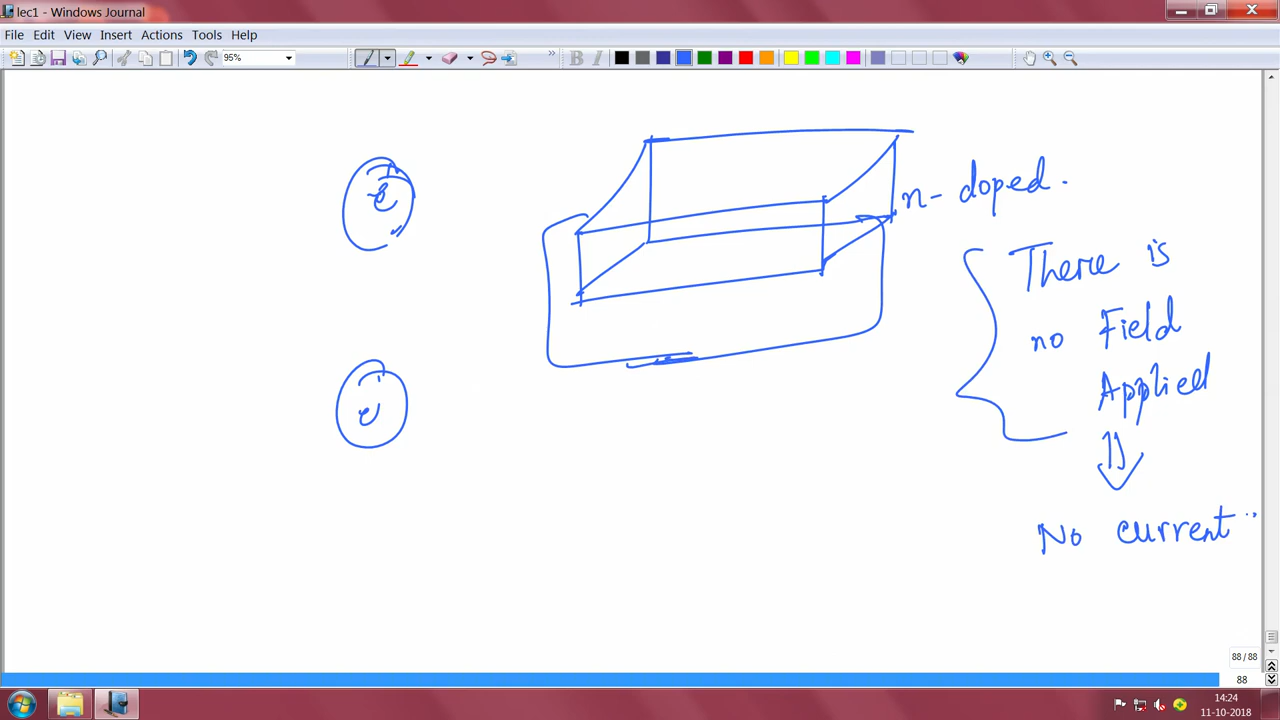 lec1 - Windows Journal
File Edit View Insert Actions Tools Help
95%
B I
n-doped.
There is
no Field
Applied
No current
88 / 88
88
14:24
11-10-2018